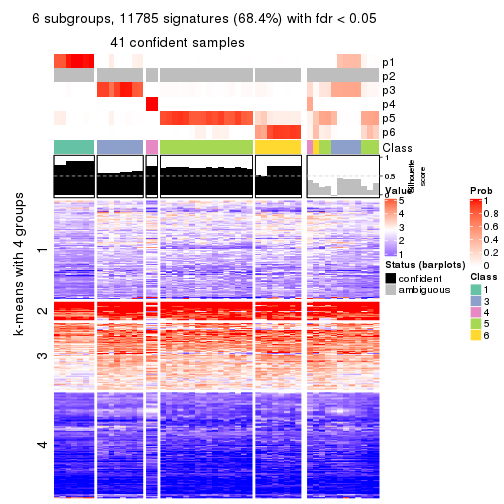 6 subgroups, 11785 signatures (68.4%) with fdr < 0.05
41 confident samples
p1
p2
p3
p4
p5
p6
Class
1
0.5
0
Silhouette
score
k-means with 4 groups
1
2
3
4
Value
5
4
3
2
1
Status (barplots)
confident
ambiguous
Prob
1
0.8
0.6
0.4
0.2
0
Class
1
3
4
5
6